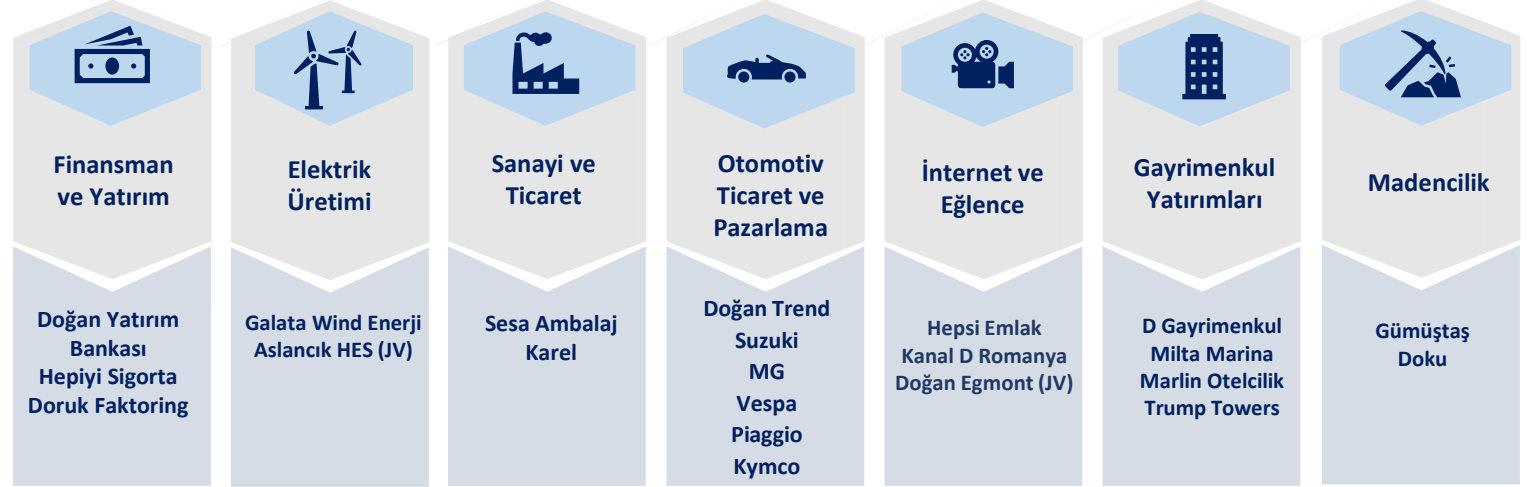 Finansman
ve Yatırım
Elektrik
Üretimi
Sanayi ve
Ticaret
Otomotiv
Ticaret ve
Pazarlama
İnternet ve
Eğlence
Gayrimenkul
Yatırımları
Madencilik
Doğan Yatırım
Bankası
Hepiyi Sigorta
Doruk Faktoring
Galata Wind Enerji
Aslancık HES (JV)
Sesa Ambalaj
Karel
Doğan Trend
Suzuki
MG
Vespa
Piaggio
Kymco
Hepsi Emlak
Kanal D Romanya
Doğan Egmont (JV)
D Gayrimenkul
Milta Marina
Marlin Otelcilik
Trump Towers
Gümüştaş
Doku